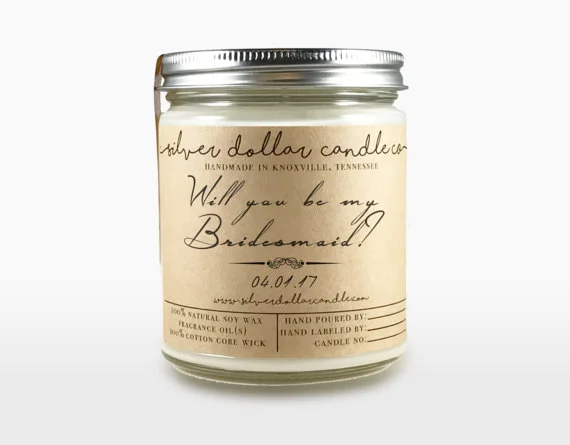 silver dollar candle co
HANDMADE IN KNOXVILLE, TENNESSEE
Will you be my
Bridesmaid?
04.01.17
www.silverdollarcandle.com
100% NATURAL SOY WAX
FRAGRANCE OIL(S)
100% COTTON CORE WICK
HAND POURED BY:
HAND LABELED BY:
CANDLE NO: